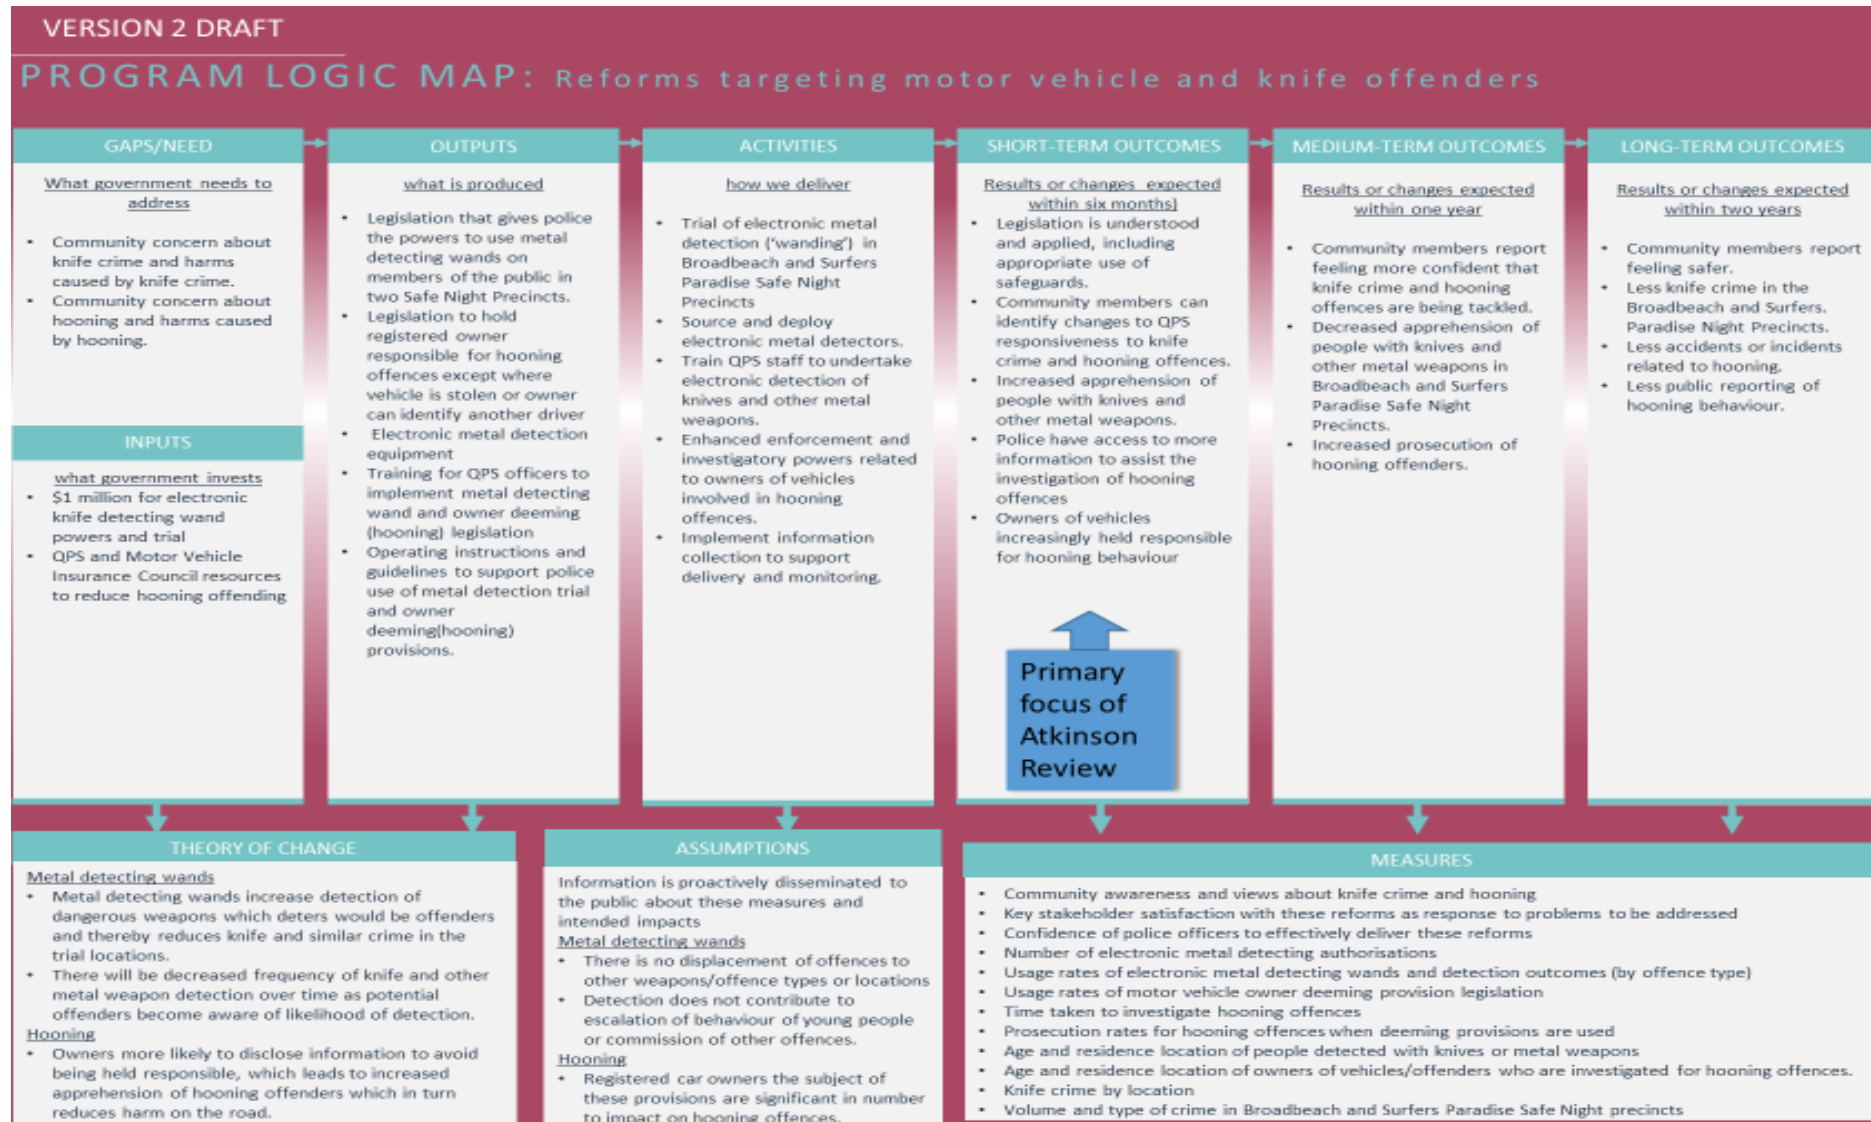 VERSION 2 DRAFT
PROGRAM LOGIC MAP: Reforms targeting motor vehicle and knife offenders
GAPS/NEED
What government needs to
address
• Community concern about
knife crime and harms
caused by knife crime.
• Community concern about
hooning and harms caused
by hooning.
INPUTS
what government invests
• $1 million for electronic
knife detecting wand
powers and trial
• QPS and Motor Vehicle
Insurance Council resources
to reduce hooning offending
OUTPUTS
what is produced
• Legislation that gives police
the powers to use metal
detecting wands on
members of the public in
two Safe Night Precincts.
• Legislation to hold
registered owner
responsible for hooning
offences except where
vehicle is stolen or owner
can identify another driver
• Electronic metal detection
equipment
• Training for QPS officers to
implement metal detecting
wand and owner deeming
(hooning) legislation
• Operating instructions and
guidelines to support police
use of metal detection trial
and owner
deeming(hooning)
provisions.
ACTIVITIES
how we deliver
• Trial of electronic metal
detection ('wanding') in
Broadbeach and Surfers
Paradise Safe Night
Precincts
• Source and deploy
electronic metal detectors.
• Train QPS staff to undertake
electronic detection of
knives and other metal
weapons.
• Enhanced enforcement and
investigatory powers related
to owners of vehicles
involved in hooning
offences.
• Implement information
collection to support
delivery and monitoring.
SHORT-TERM OUTCOMES
Results or changes expected
within six months)
• Legislation is understood
and applied, including
appropriate use of
safeguards.
• Community members can
identify changes to QPS
responsiveness to knife
crime and hooning offences.
• Increased apprehension of
people with knives and
other metal weapons.
• Police have access to more
information to assist the
investigation of hooning
offences
• Owners of vehicles
increasingly held responsible
for hooning behaviour
Primary
focus of
Atkinson
Review
MEDIUM-TERM OUTCOMES
Results or changes expected
within one year
• Community members report
feeling more confident that
knife crime and hooning
offences are being tackled.
• Decreased apprehension of
people with knives and
other metal weapons in
Broadbeach and Surfers
Paradise Safe Night
Precincts.
• Increased prosecution of
hooning offenders.
LONG-TERM OUTCOMES
Results or changes expected
within two years
• Community members report
feeling safer.
• Less knife crime in the
Broadbeach and Surfers.
Paradise Night Precincts.
• Less accidents or incidents
related to hooning.
• Less public reporting of
hooning behaviour.
THEORY OF CHANGE
Metal detecting wands
• Metal detecting wands increase detection of
dangerous weapons which deters would be offenders
and thereby reduces knife and similar crime in the
trial locations.
• There will be decreased frequency of knife and other
metal weapon detection over time as potential
offenders become aware of likelihood of detection.
Hooning
• Owners more likely to disclose information to avoid
being held responsible, which leads to increased
apprehension of hooning offenders which in turn
reduces harm on the road.
ASSUMPTIONS
Information is proactively disseminated to
the public about these measures and
intended impacts
Metal detecting wands
• There is no displacement of offences to
other weapons/offence types or locations
• Detection does not contribute to
escalation of behaviour of young people
or commission of other offences.
Hooning
• Registered car owners the subject of
these provisions are significant in number
to impact on hooning offences.
MEASURES
• Community awareness and views about knife crime and hooning
• Key stakeholder satisfaction with these reforms as response to problems to be addressed
• Confidence of police officers to effectively deliver these reforms
• Number of electronic metal detecting authorisations
• Usage rates of electronic metal detecting wands and detection outcomes (by offence type)
• Usage rates of motor vehicle owner deeming provision legislation
• Time taken to investigate hooning offences
• Prosecution rates for hooning offences when deeming provisions are used
• Age and residence location of people detected with knives or metal weapons
• Age and residence location of owners of vehicles/offenders who are investigated for hooning offences.
• Knife crime by location
• Volume and type of crime in Broadbeach and Surfers Paradise Safe Night precincts